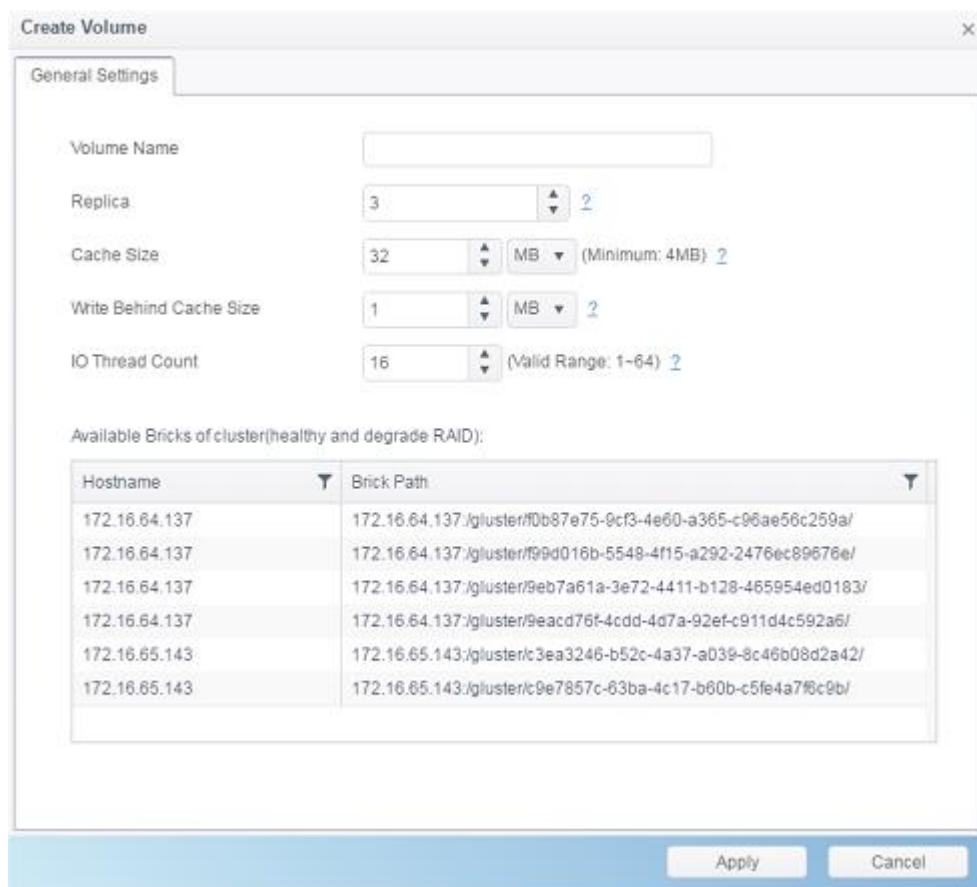 Create Volume ×
General Settings
Volume Name
Replica 3 ?
Cache Size 32 MB (Minimum: 4MB) ?
Write Behind Cache Size 1 MB ?
IO Thread Count 16 (Valid Range: 1~64) ?
Available Bricks of cluster(healthy and degrade RAID):
Hostname Brick Path
172.16.64.137 172.16.64.137:/gluster/f0b87e75-9cf3-4e60-a365-c96ae56c259a/
172.16.64.137 172.16.64.137:/gluster/f99d016b-5548-4f15-a292-2476ec89676e/
172.16.64.137 172.16.64.137:/gluster/9eb7a61a-3e72-4411-b128-465954ed0183/
172.16.64.137 172.16.64.137:/gluster/9eacd76f-4cdd-4d7a-92ef-c911d4c592a6/
172.16.65.143 172.16.65.143:/gluster/c3ea3246-b52c-4a37-a039-8c46b08d2a42/
172.16.65.143 172.16.65.143:/gluster/c9e7857c-63ba-4c17-b60b-c5fe4a7f6c9b/
Apply Cancel